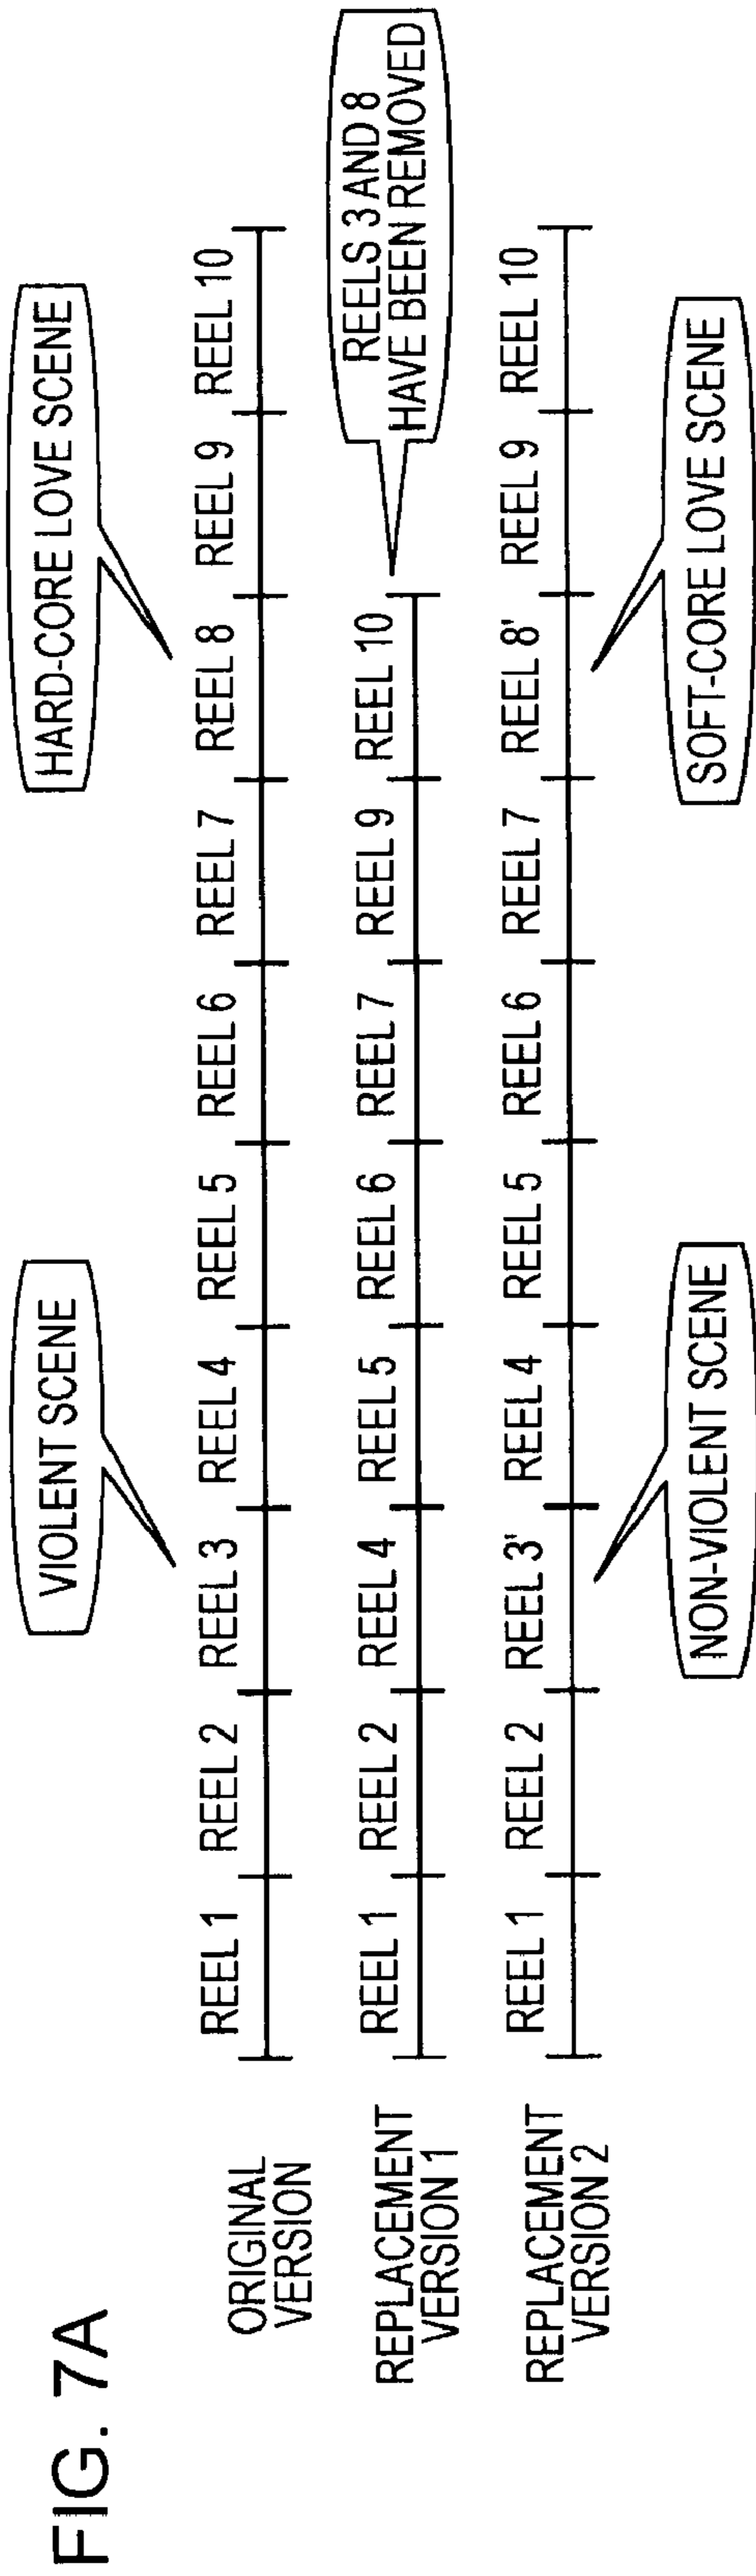 FIG. 7A
VIOLENT SCENE
HARD-CORE LOVE SCENE
ORIGINAL
VERSION
REEL 1 REEL 2 REEL 3 REEL 4 REEL 5 REEL 6 REEL 7 REEL 8 REEL 9 REEL 10
REELS 3 AND 8
HAVE BEEN REMOVED
REPLACEMENT
VERSION 1
REEL 1 REEL 2 REEL 4 REEL 5 REEL 6 REEL 7 REEL 9 REEL 10
REPLACEMENT
VERSION 2
REEL 1 REEL 2 REEL 3' REEL 4 REEL 5 REEL 6 REEL 7 REEL 8' REEL 9 REEL 10
NON-VIOLENT SCENE
SOFT-CORE LOVE SCENE